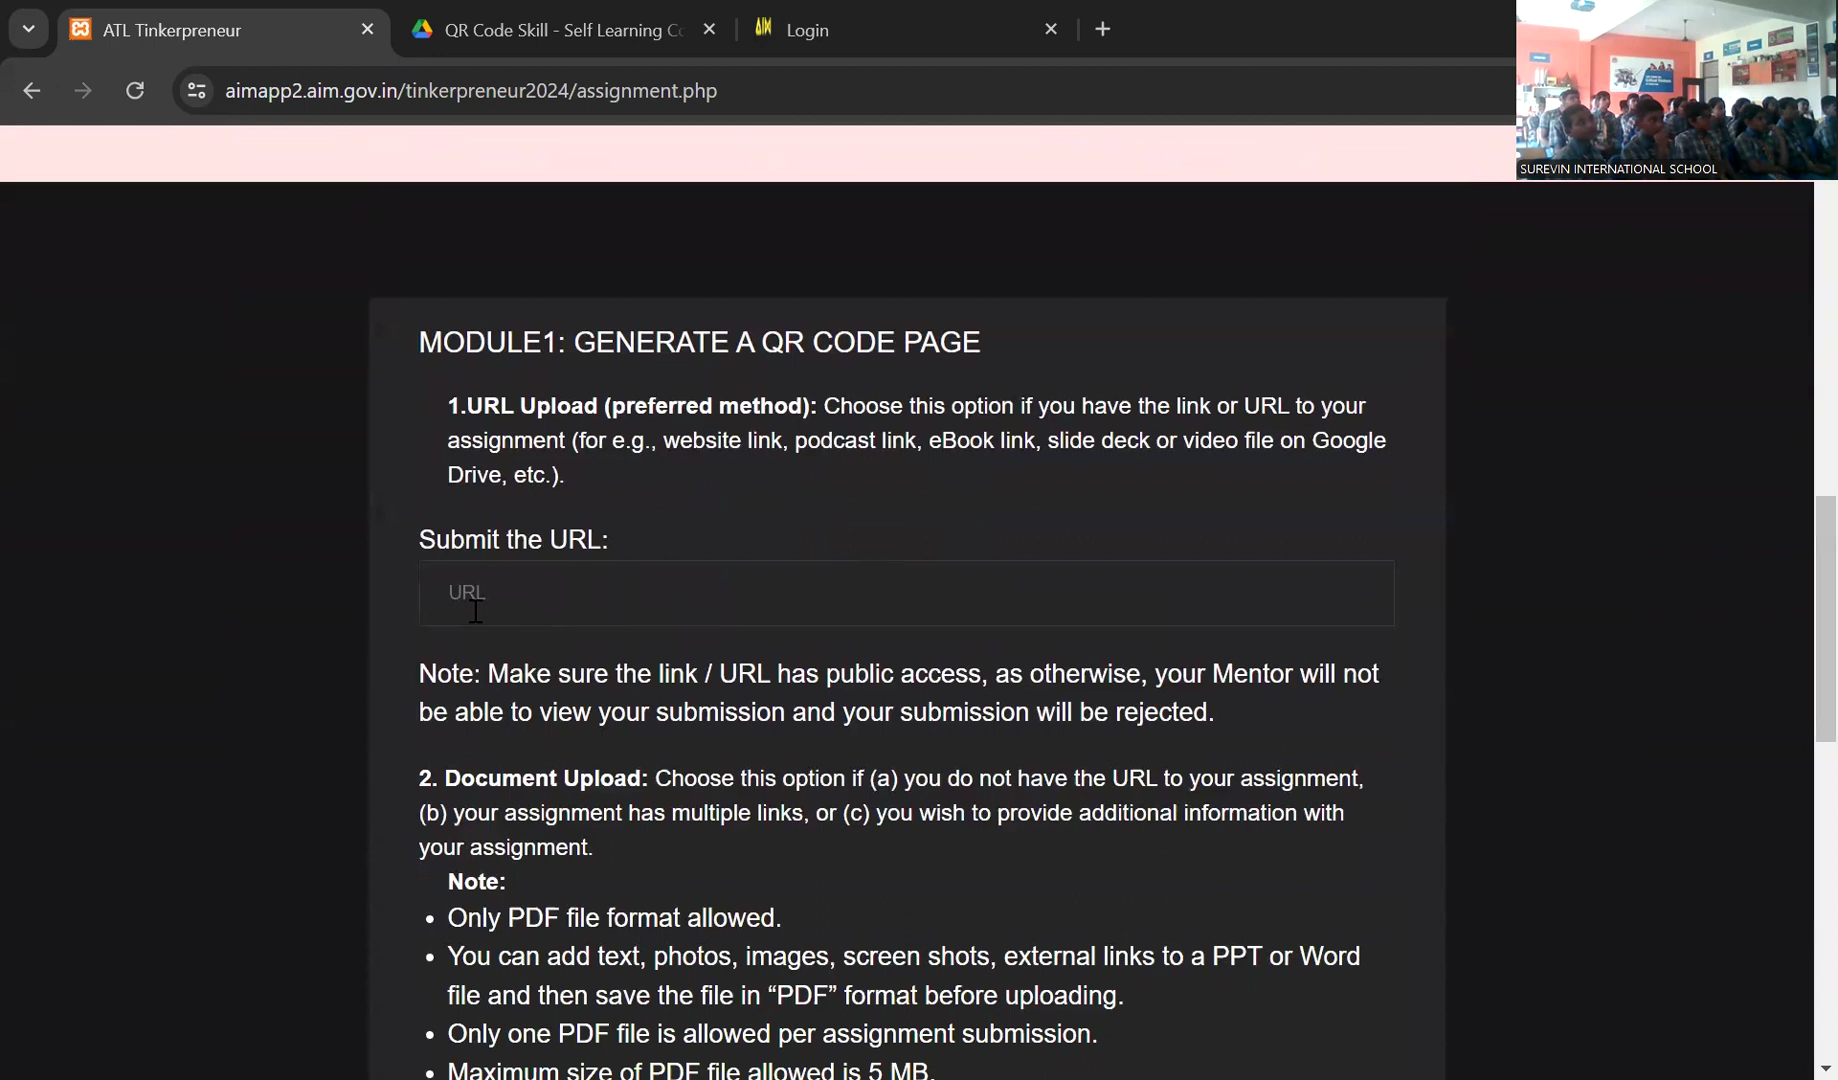 ATL Tinkerpreneur
QR Code Skill - Self Learning Co
AIM Login
aimapp2.aim.gov.in/tinkerpreneur2024/assignment.php
SUREVIN INTERNATIONAL SCHOOL
MODULE1: GENERATE A QR CODE PAGE
1.URL Upload (preferred method): Choose this option if you have the link or URL to your
assignment (for e.g., website link, podcast link, eBook link, slide deck or video file on Google
Drive, etc.).
Submit the URL:
URL
Note: Make sure the link / URL has public access, as otherwise, your Mentor will not
be able to view your submission and your submission will be rejected.
2. Document Upload: Choose this option if (a) you do not have the URL to your assignment,
(b) your assignment has multiple links, or (c) you wish to provide additional information with
your assignment.
Note:
• Only PDF file format allowed.
• You can add text, photos, images, screen shots, external links to a PPT or Word
file and then save the file in “PDF” format before uploading.
• Only one PDF file is allowed per assignment submission.
• Maximum size of PDF file allowed is 5 MB.